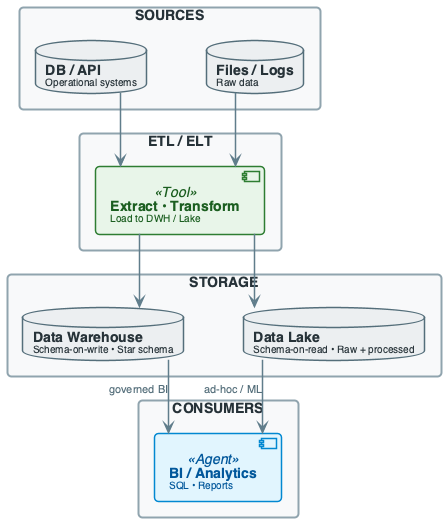 SOURCES
DB / API
Operational systems
Files / Logs
Raw data
ETL / ELT
«Tool»
Extract • Transform
Load to DWH / Lake
STORAGE
Data Warehouse
Schema-on-write • Star schema
Data Lake
Schema-on-read • Raw + processed
governed BI
ad-hoc / ML
CONSUMERS
«Agent»
BI / Analytics
SQL • Reports